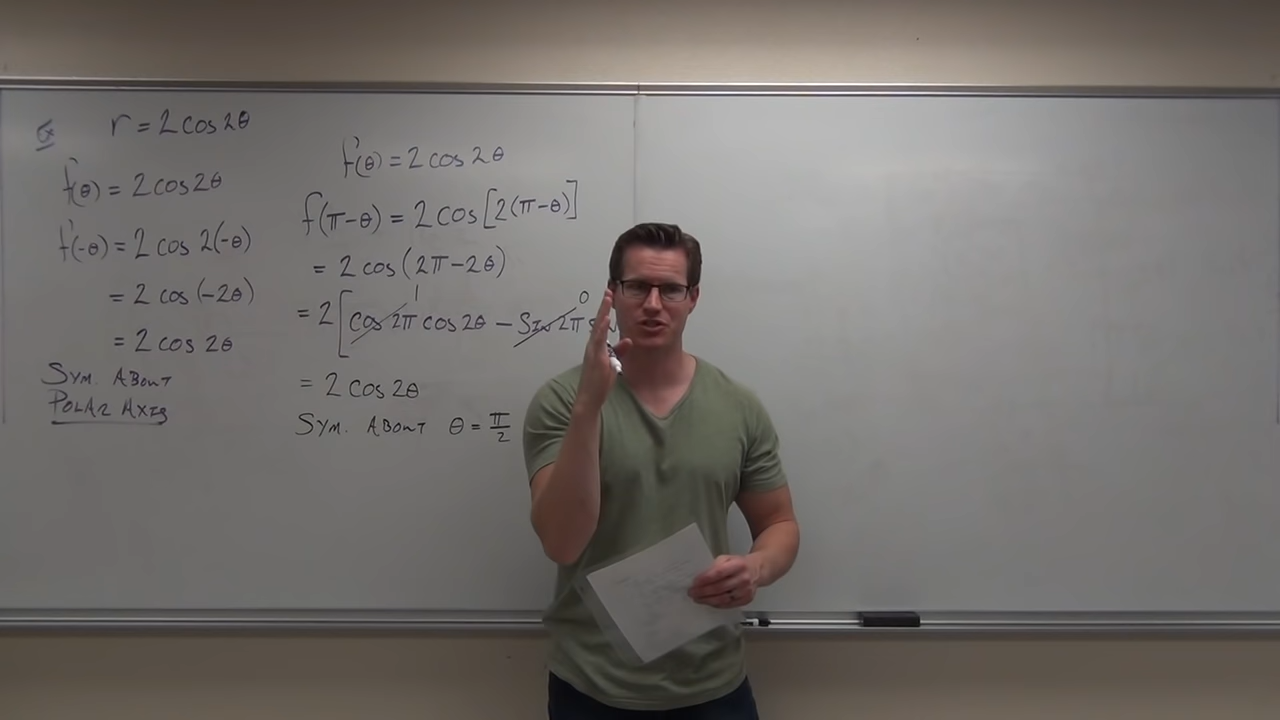 Ex r = 2 cos 2θ
f(θ) = 2 cos 2θ
f(-θ) = 2 cos 2(-θ)
= 2 cos (-2θ)
= 2 cos 2θ
SYM. ABOUT
POLAR AXIS
f(θ) = 2 cos 2θ
f(π-θ) = 2 cos [2(π-θ)]
= 2 cos (2π-2θ)
1 0
= 2 [cos 2π cos 2θ - SIN 2π
= 2 cos 2θ
SYM. ABOUT θ = π/2